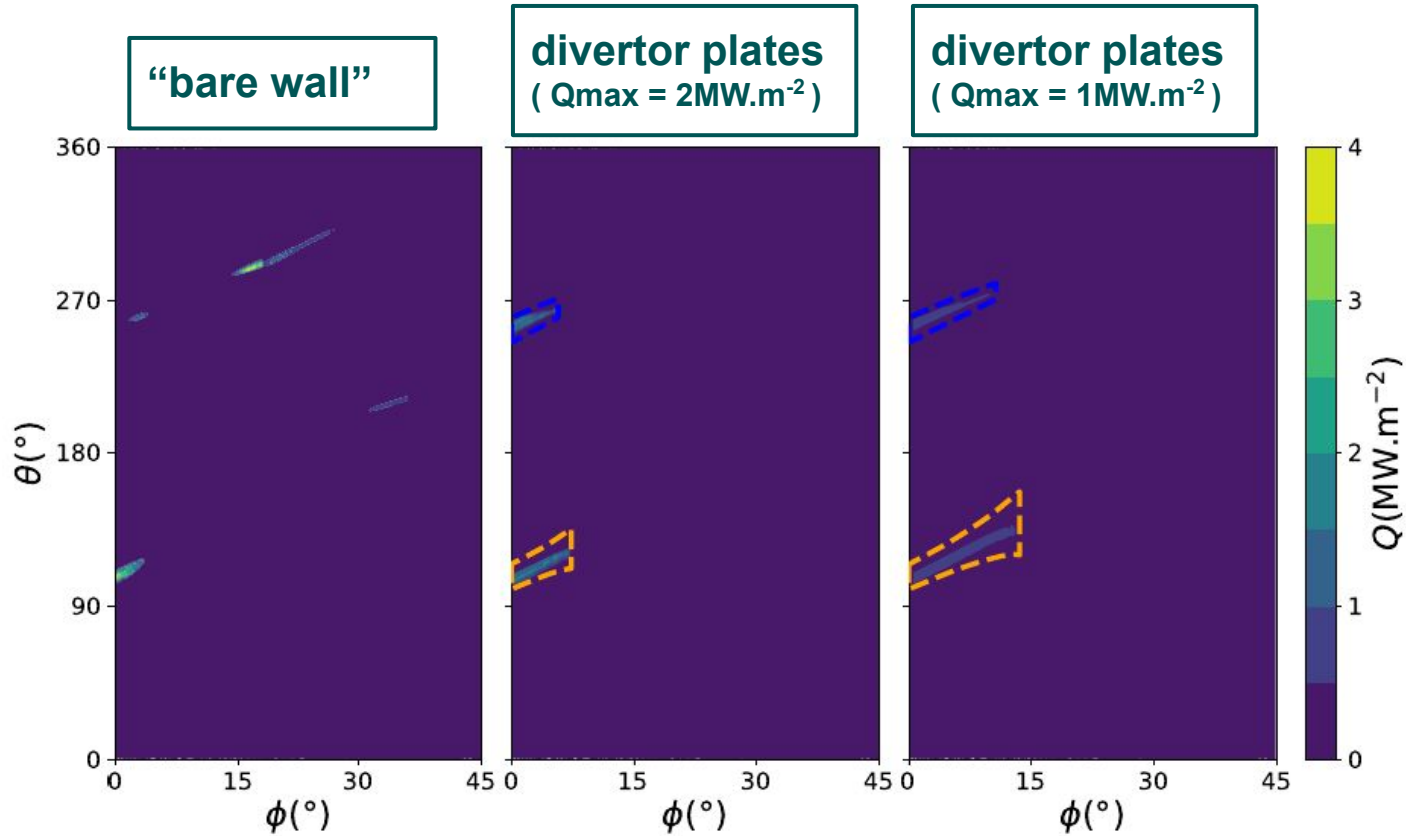 “bare wall”
divertor plates
( Qmax = 2MW.m⁻² )
divertor plates
( Qmax = 1MW.m⁻² )
360
270
180
90
0
θ(°)
0 15 30 45
ϕ(°)
0 15 30 45
ϕ(°)
0 15 30 45
ϕ(°)
4
3
2
1
0
Q(MW.m⁻²)